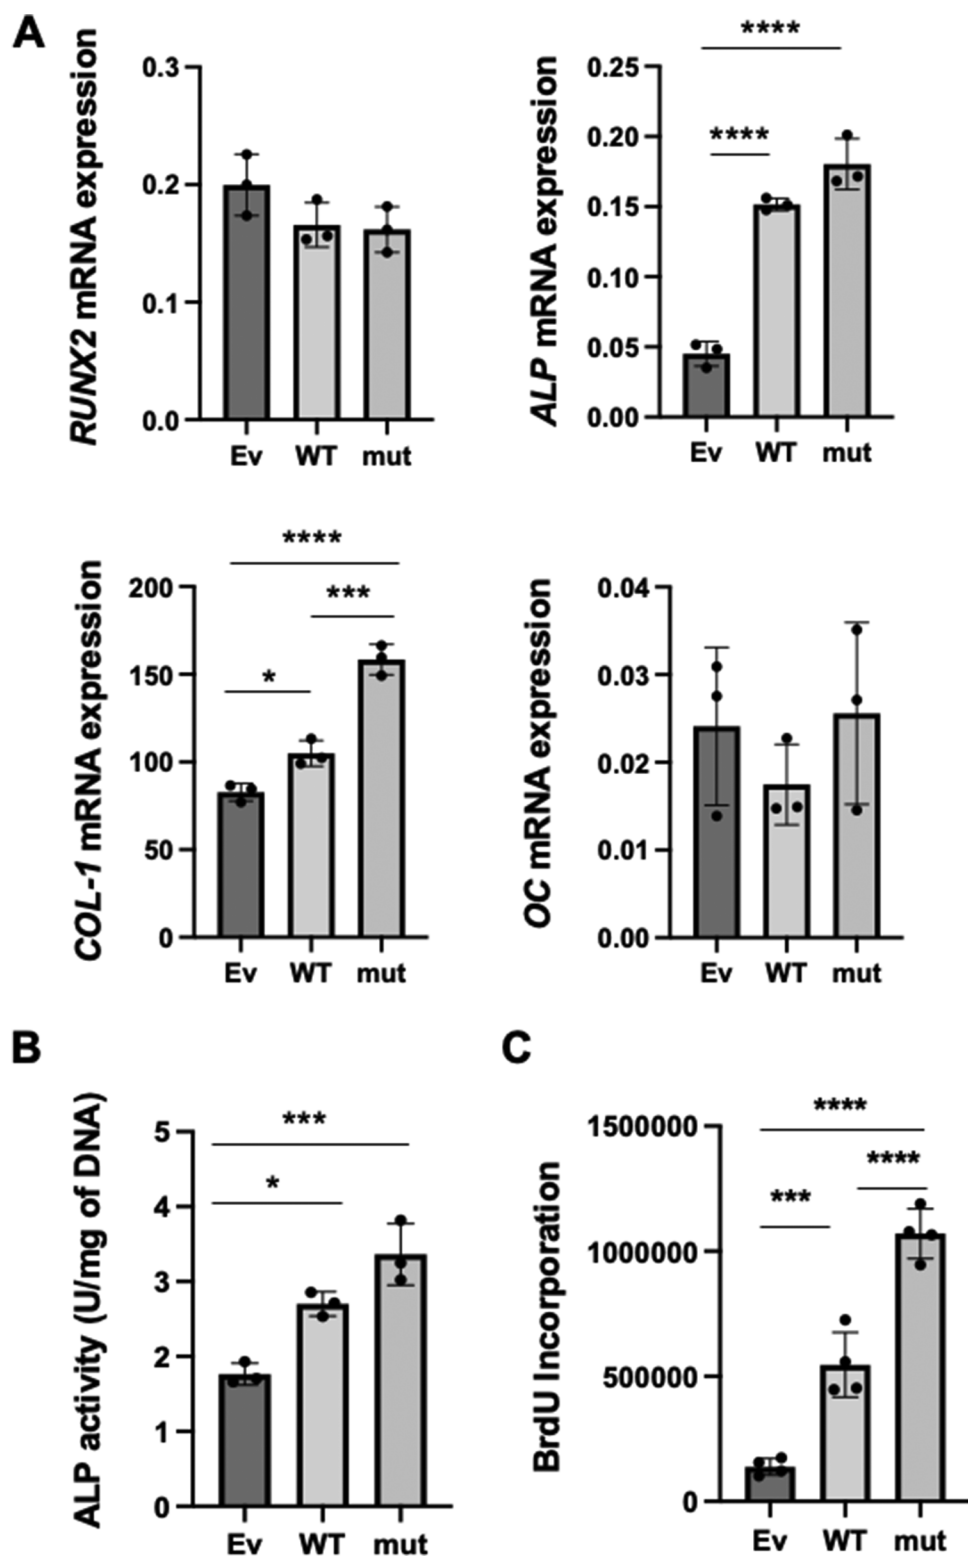 A
RUNX2 mRNA expression
0.3
0.2
0.1
0.0
Ev WT mut
ALP mRNA expression
0.25
0.20
0.15
0.10
0.05
0.00
****
****
Ev WT mut
COL-1 mRNA expression
200
150
100
50
0
****
***
*
Ev WT mut
OC mRNA expression
0.04
0.03
0.02
0.01
0.00
Ev WT mut
B
ALP activity (U/mg of DNA)
5
4
3
2
1
0
***
*
Ev WT mut
C
BrdU Incorporation
1500000
1000000
500000
0
****
****
***
Ev WT mut